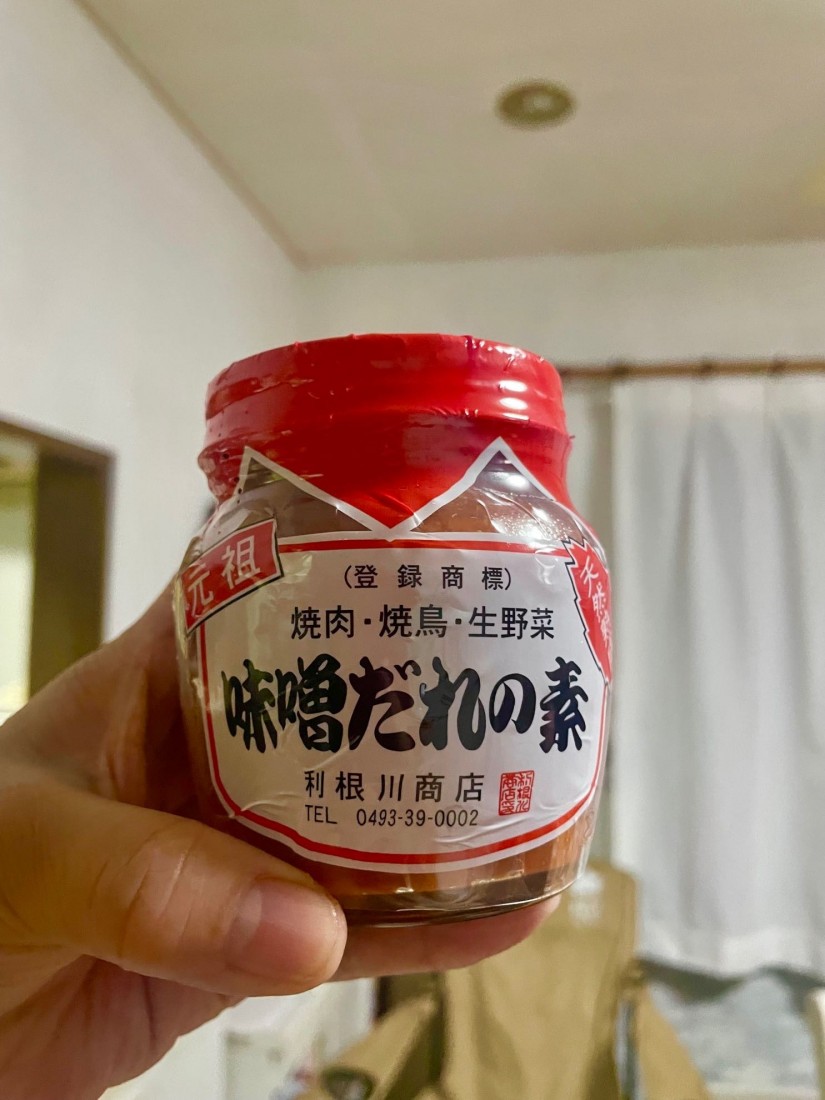 元祖
(登録商標)
焼肉・焼鳥・生野菜
味噌だれの素
利根川商店
TEL 0493-39-0002